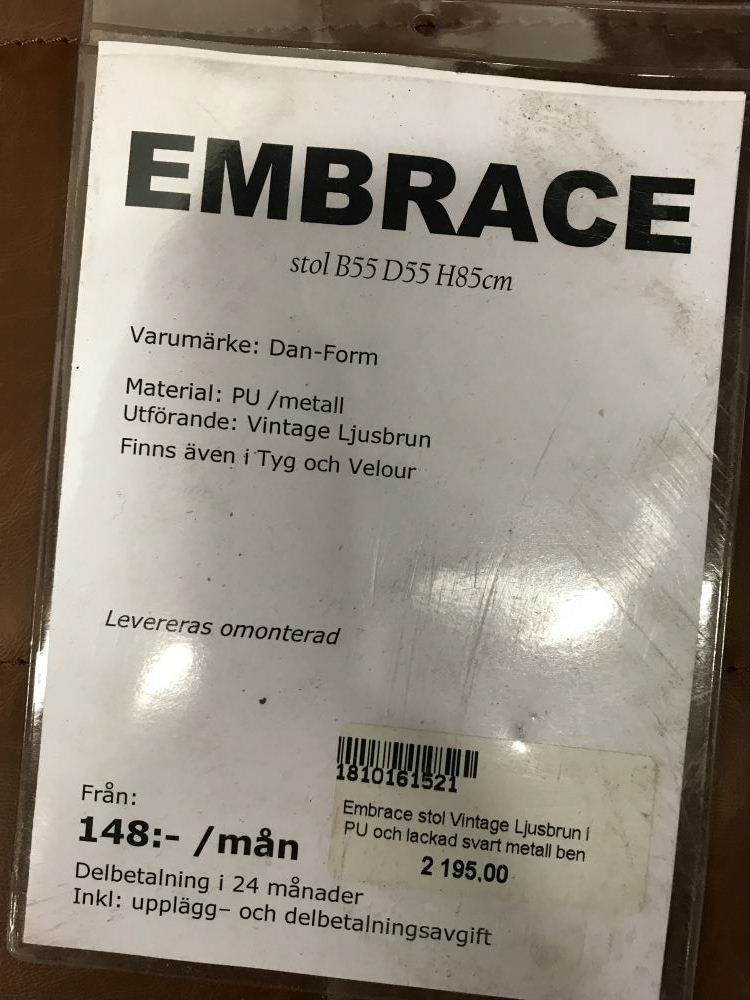 EMBRACE
stol B55 D55 H85cm
Varumärke: Dan-Form
Material: PU /metall
Utförande: Vintage Ljusbrun
Finns även i Tyg och Velour
Levereras omonterad
1810161521
Embrace stol Vintage Ljusbrun i
PU och lackad svart metall ben
2 195,00
Från:
148:- /mån
Delbetalning i 24 månader
Inkl: upplägg– och delbetalningsavgift